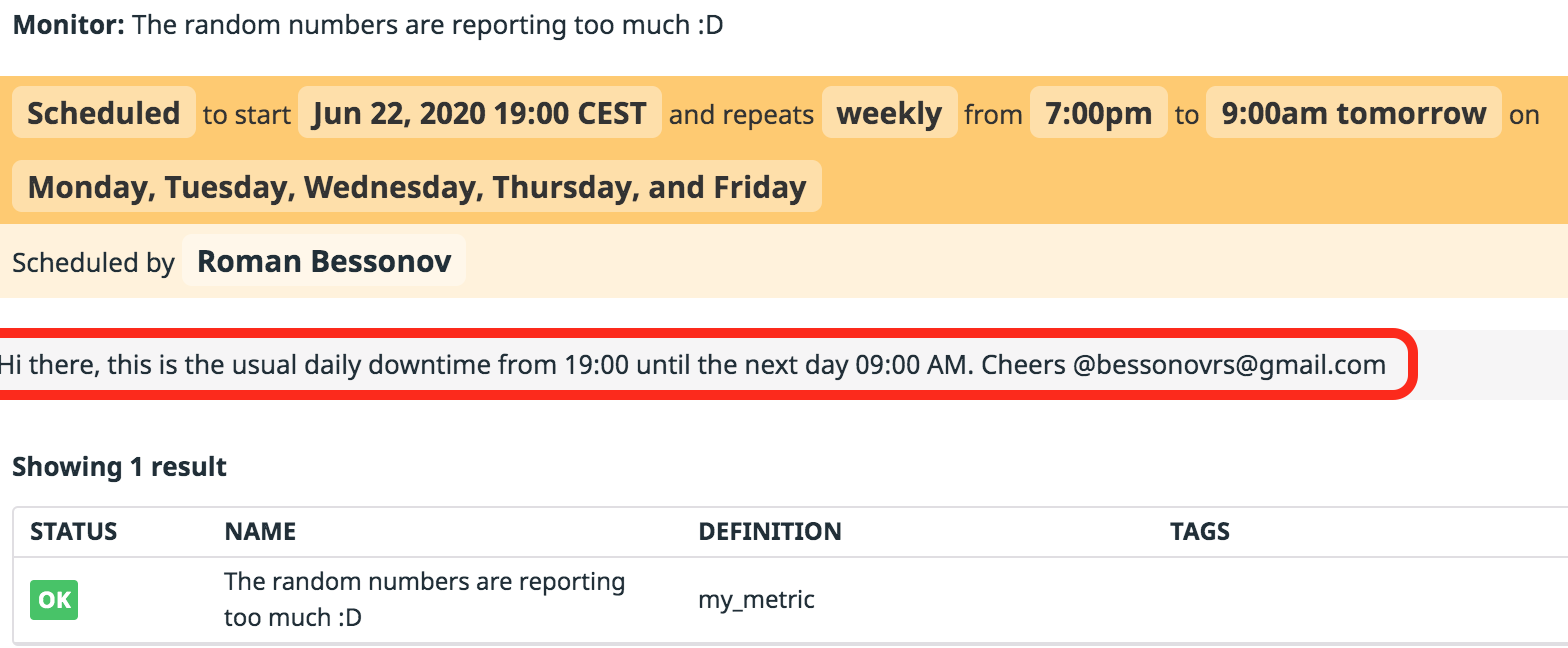 Monitor: The random numbers are reporting too much :D
Scheduled to start Jun 22, 2020 19:00 CEST and repeats weekly from 7:00pm to 9:00am tomorrow on
Monday, Tuesday, Wednesday, Thursday, and Friday
Scheduled by Roman Bessonov
Hi there, this is the usual daily downtime from 19:00 until the next day 09:00 AM. Cheers @bessonovrs@gmail.com
Showing 1 result
STATUS NAME DEFINITION TAGS
OK The random numbers are reporting my_metric
too much :D